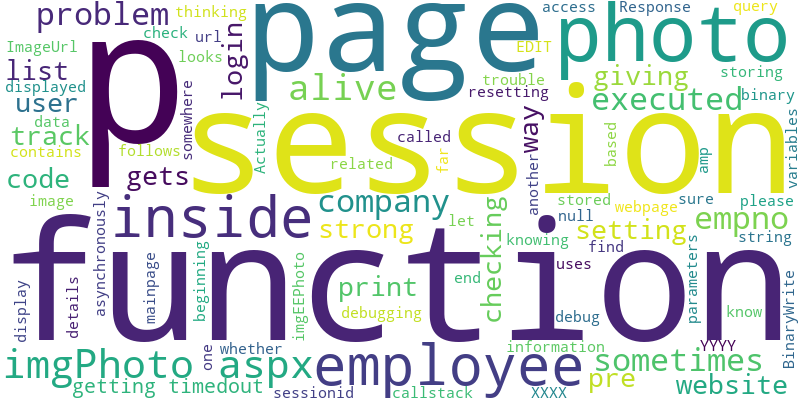 problem
thinking
page
access
Response
query
ImageUrl
check
url
login
p
EDIT
photo
list
looks
trouble
giving
storing
displayed
alive
resetting
executed
binary
user
somewhere
Actually
session
way
data
track
called
based
amp
variables
contains
follows
far
related
code
gets
another
image
company
checking
stored
sure
please
inside
strong
let
null
webpage
empno
asynchronously
knowing
setting
string
function
find
mainpage
beginning
imgEEPhoto
end
uses
parameters
details
print
know
display
debugging
debug
BinaryWrite
one
whether
information
YYYY
imgPhoto
aspx
employee
sometimes
getting
timedout
pre
website
sessionid
callstack
XXXX